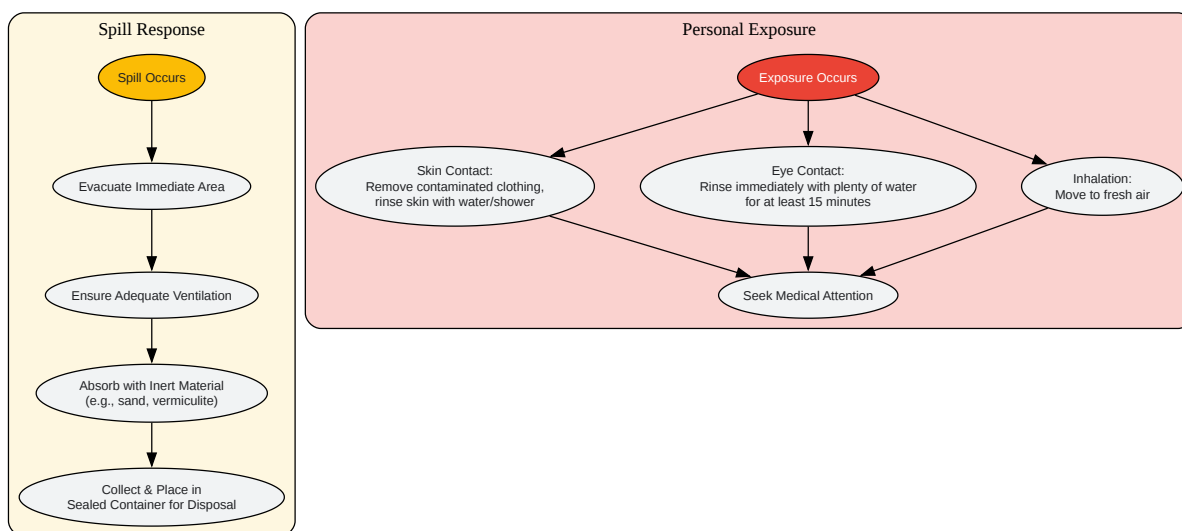 Spill Response
Spill Occurs
Evacuate Immediate Area
Ensure Adequate Ventilation
Absorb with Inert Material
(e.g., sand, vermiculite)
Collect & Place in
Sealed Container for Disposal
Personal Exposure
Exposure Occurs
Skin Contact:
Remove contaminated clothing,
rinse skin with water/shower
Eye Contact:
Rinse immediately with plenty of water
for at least 15 minutes
Inhalation:
Move to fresh air
Seek Medical Attention